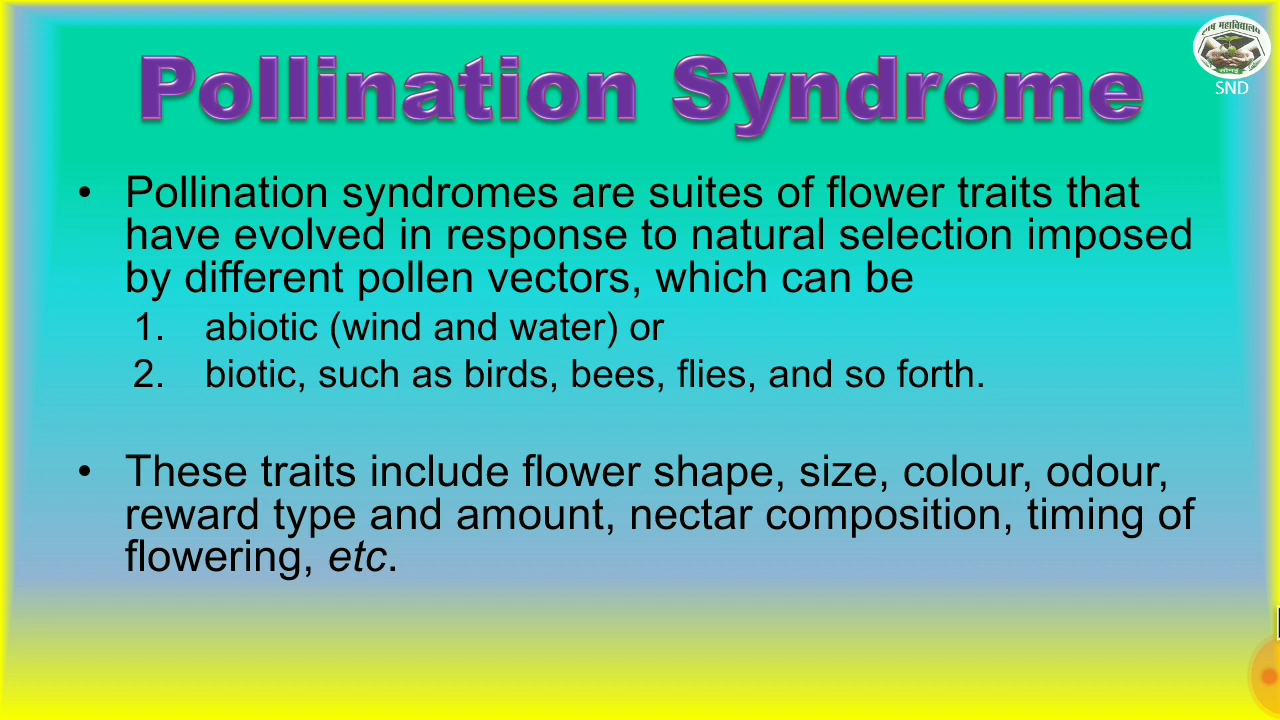 Pollination Syndrome
SND
• Pollination syndromes are suites of flower traits that
have evolved in response to natural selection imposed
by different pollen vectors, which can be
1. abiotic (wind and water) or
2. biotic, such as birds, bees, flies, and so forth.
• These traits include flower shape, size, colour, odour,
reward type and amount, nectar composition, timing of
flowering, etc.